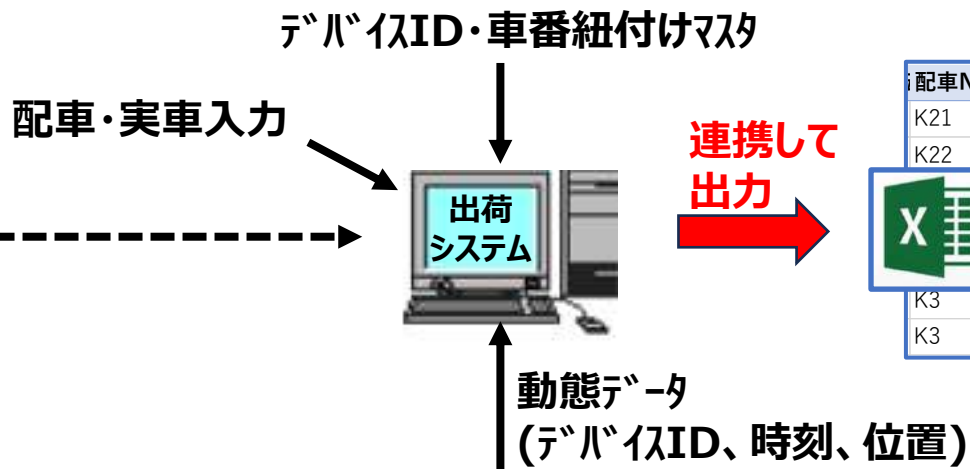 ﾃﾞﾊﾞｲｽID・車番紐付けﾏｽﾀ
配車・実車入力
連携して
出力
出荷
システム
配車N
K21
K22
X
K3
K3
動態ﾃﾞｰﾀ
(ﾃﾞﾊﾞｲｽID、時刻、位置)